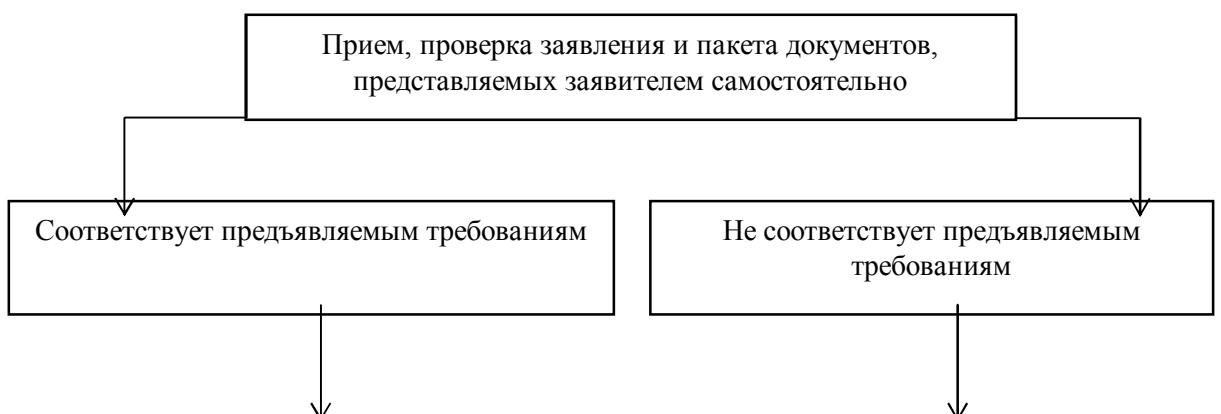 Прием, проверка заявления и пакета документов,
представляемых заявителем самостоятельно
Соответствует предъявляемым требованиям
Не соответствует предъявляемым
требованиям